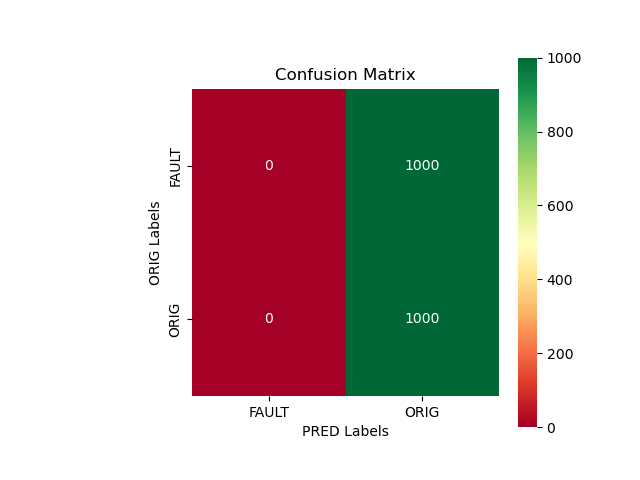 Confusion Matrix
FAULT
0
1000
ORIG
0
1000
ORIG Labels
FAULT
ORIG
PRED Labels
1000
800
600
400
200
0